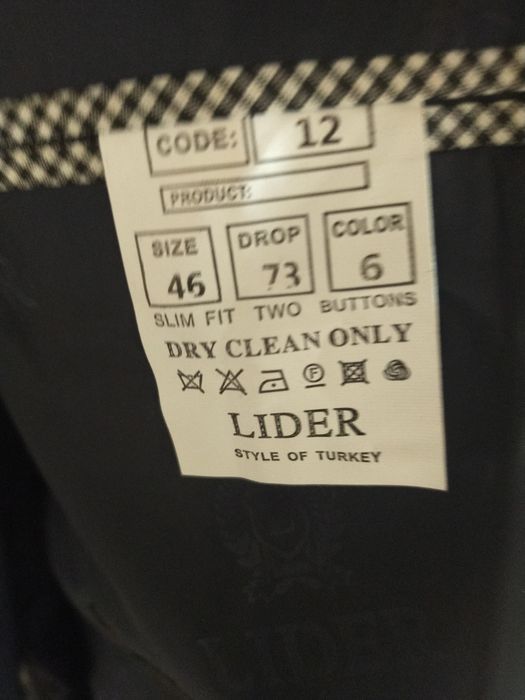 CODE: 12
PRODUCT:
SIZE DROP COLOR
46 73 6
SLIM FIT TWO BUTTONS
DRY CLEAN ONLY
LIDER
STYLE OF TURKEY
LIDER